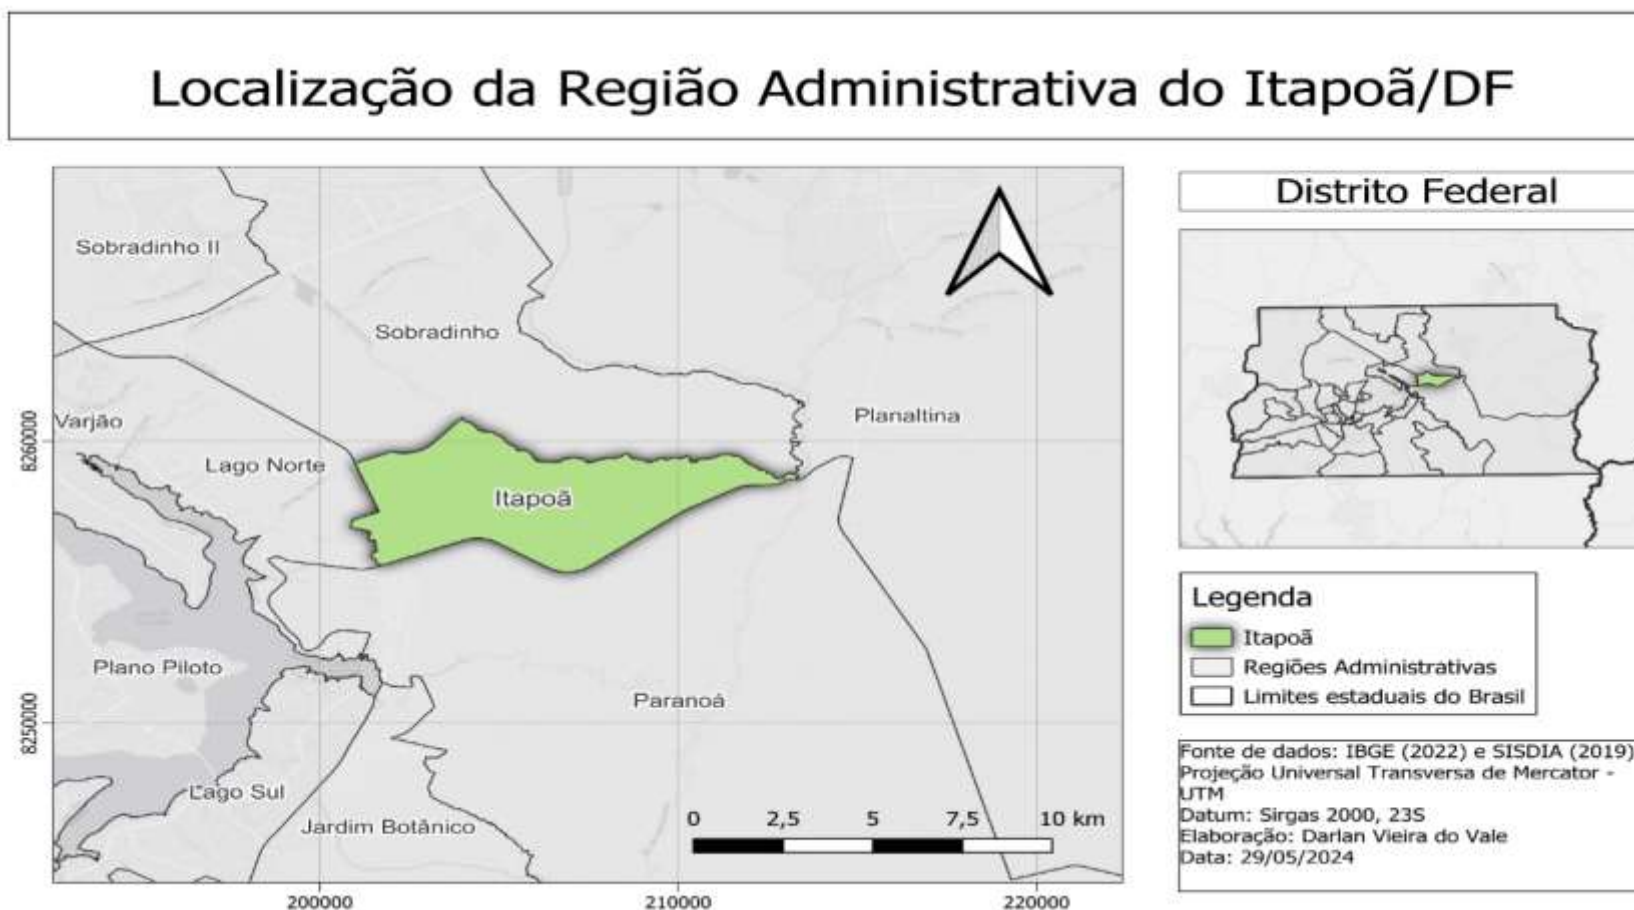 Localização da Região Administrativa do Itapoã/DF
Sobradinho II
Sobradinho
Varjão
Planaltina
Lago Norte
Itapoã
Plano Piloto
Paranoá
Lago Sul
Jardim Botânico
0 2,5 5 7,5 10 km
8260000
8250000
200000 210000 220000
Distrito Federal
Legenda
Itapoã
Regiões Administrativas
Limites estaduais do Brasil
Fonte de dados: IBGE (2022) e SISDIA (2019)
Projeção Universal Transversa de Mercator -
UTM
Datum: Sirgas 2000, 23S
Elaboração: Darlan Vieira do Vale
Data: 29/05/2024